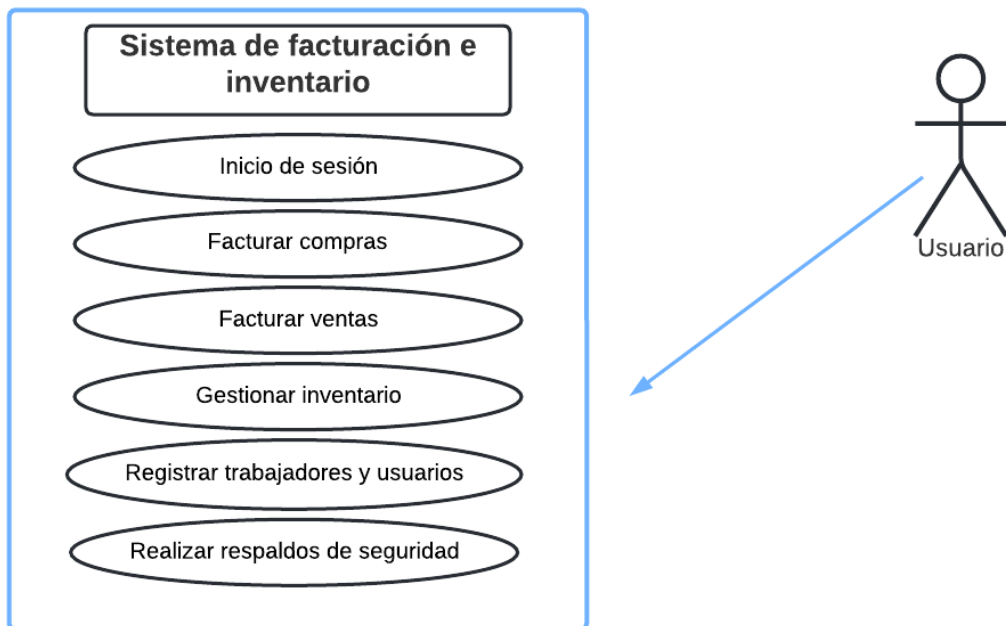 Sistema de facturación e
inventario
Inicio de sesión
Facturar compras
Facturar ventas
Gestionar inventario
Registrar trabajadores y usuarios
Realizar respaldos de seguridad
Usuario